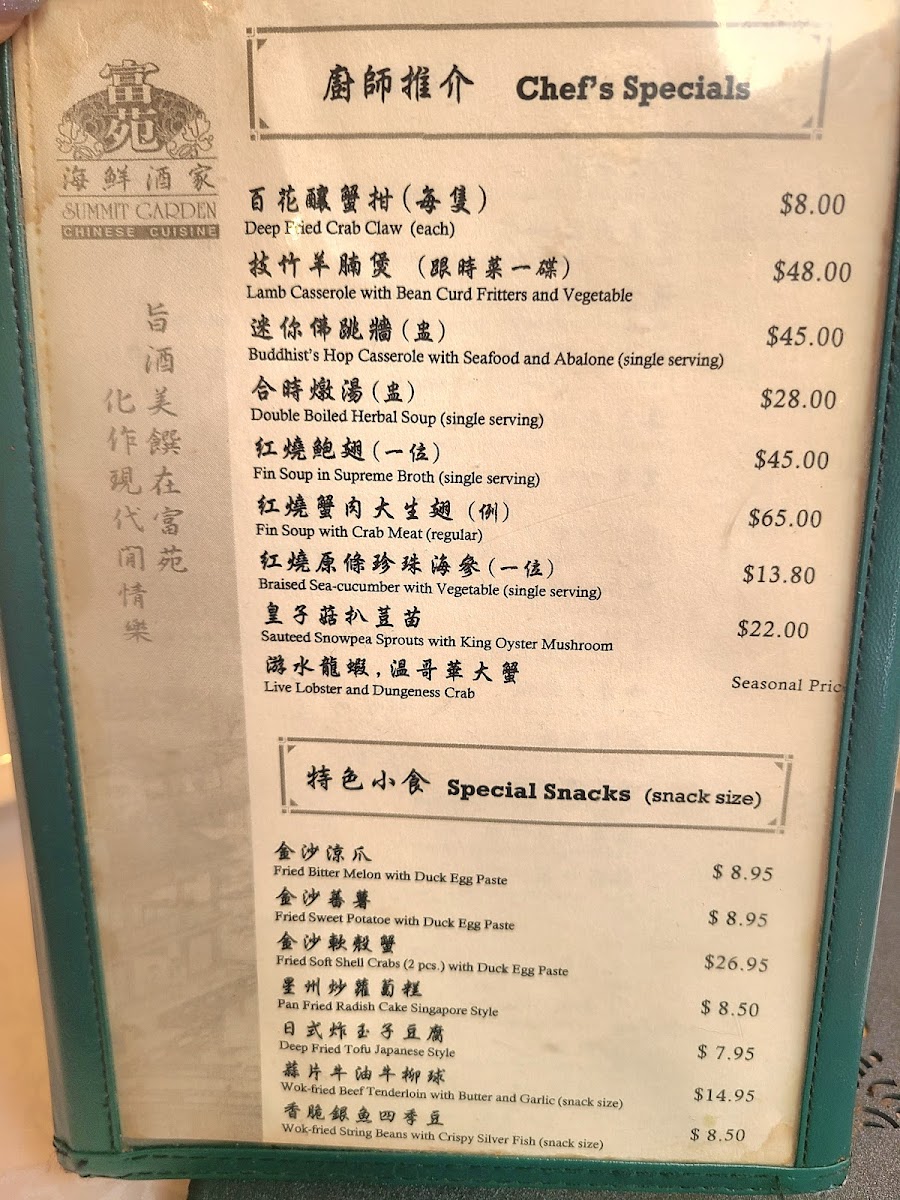 富
苑
海鮮酒家
SUMMIT GARDEN
CHINESE CUISINE
旨酒美饌在富苑
化作現代閒情樂
廚師推介 Chef's Specials
百花釀蟹柑(每隻) $8.00
Deep Fried Crab Claw (each)
技竹羊腩煲 (跟時菜一碟) $48.00
Lamb Casserole with Bean Curd Fritters and Vegetable
迷你佛跳牆(盅) $45.00
Buddhist's Hop Casserole with Seafood and Abalone (single serving)
合時燉湯(盅) $28.00
Double Boiled Herbal Soup (single serving)
紅燒鮑翅(一位) $45.00
Fin Soup in Supreme Broth (single serving)
紅燒蟹肉大生翅 (例) $65.00
Fin Soup with Crab Meat (regular)
紅燒原條珍珠海參(一位) $13.80
Braised Sea-cucumber with Vegetable (single serving)
皇子菇扒荳苗 $22.00
Sauteed Snowpea Sprouts with King Oyster Mushroom
游水龍蝦,溫哥華大蟹 Seasonal Pric
Live Lobster and Dungeness Crab
特色小食 Special Snacks (snack size)
金沙涼爪 $ 8.95
Fried Bitter Melon with Duck Egg Paste
金沙蕃薯 $ 8.95
Fried Sweet Potatoe with Duck Egg Paste
金沙軟殼蟹 $26.95
Fried Soft Shell Crabs (2 pcs.) with Duck Egg Paste
星州炒蘿蔔糕 $ 8.50
Pan Fried Radish Cake Singapore Style
日式炸玉子豆腐 $ 7.95
Deep Fried Tofu Japanese Style
蒜片牛油牛柳球 $14.95
Wok-fried Beef Tenderloin with Butter and Garlic (snack size)
香脆銀魚四季豆 $ 8.50
Wok-fried String Beans with Crispy Silver Fish (snack size)